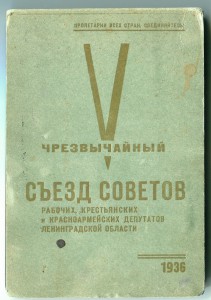 ПРОЛЕТАРИИ ВСЕХ СТРАН, СОЕДИНЯЙТЕСЬ!
V
ЧРЕЗВЫЧАЙНЫЙ
СЪЕЗД СОВЕТОВ
РАБОЧИХ, КРЕСТЬЯНСКИХ
и КРАСНОАРМЕЙСКИХ ДЕПУТАТОВ
ЛЕНИНГРАДСКОЙ ОБЛАСТИ
1936